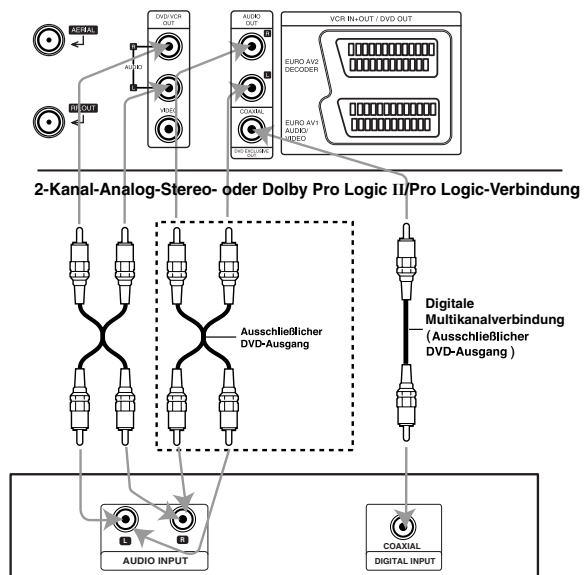 DVD/VCR OUT
AUDIO OUT
VCR IN+OUT / DVD OUT
AERIAL
R
R
AUDIO
EURO AV2 DECODER
L
L
RF.OUT
VIDEO
COAXIAL
EURO AV1 AUDIO/ VIDEO
DVD EXCLUSIVE OUT
2-Kanal-Analog-Stereo- oder Dolby Pro Logic II/Pro Logic-Verbindung
Ausschließlicher
DVD-Ausgang
Digitale
Multikanalverbindung
(Ausschließlicher
DVD-Ausgang )
L
R
AUDIO INPUT
COAXIAL
DIGITAL INPUT